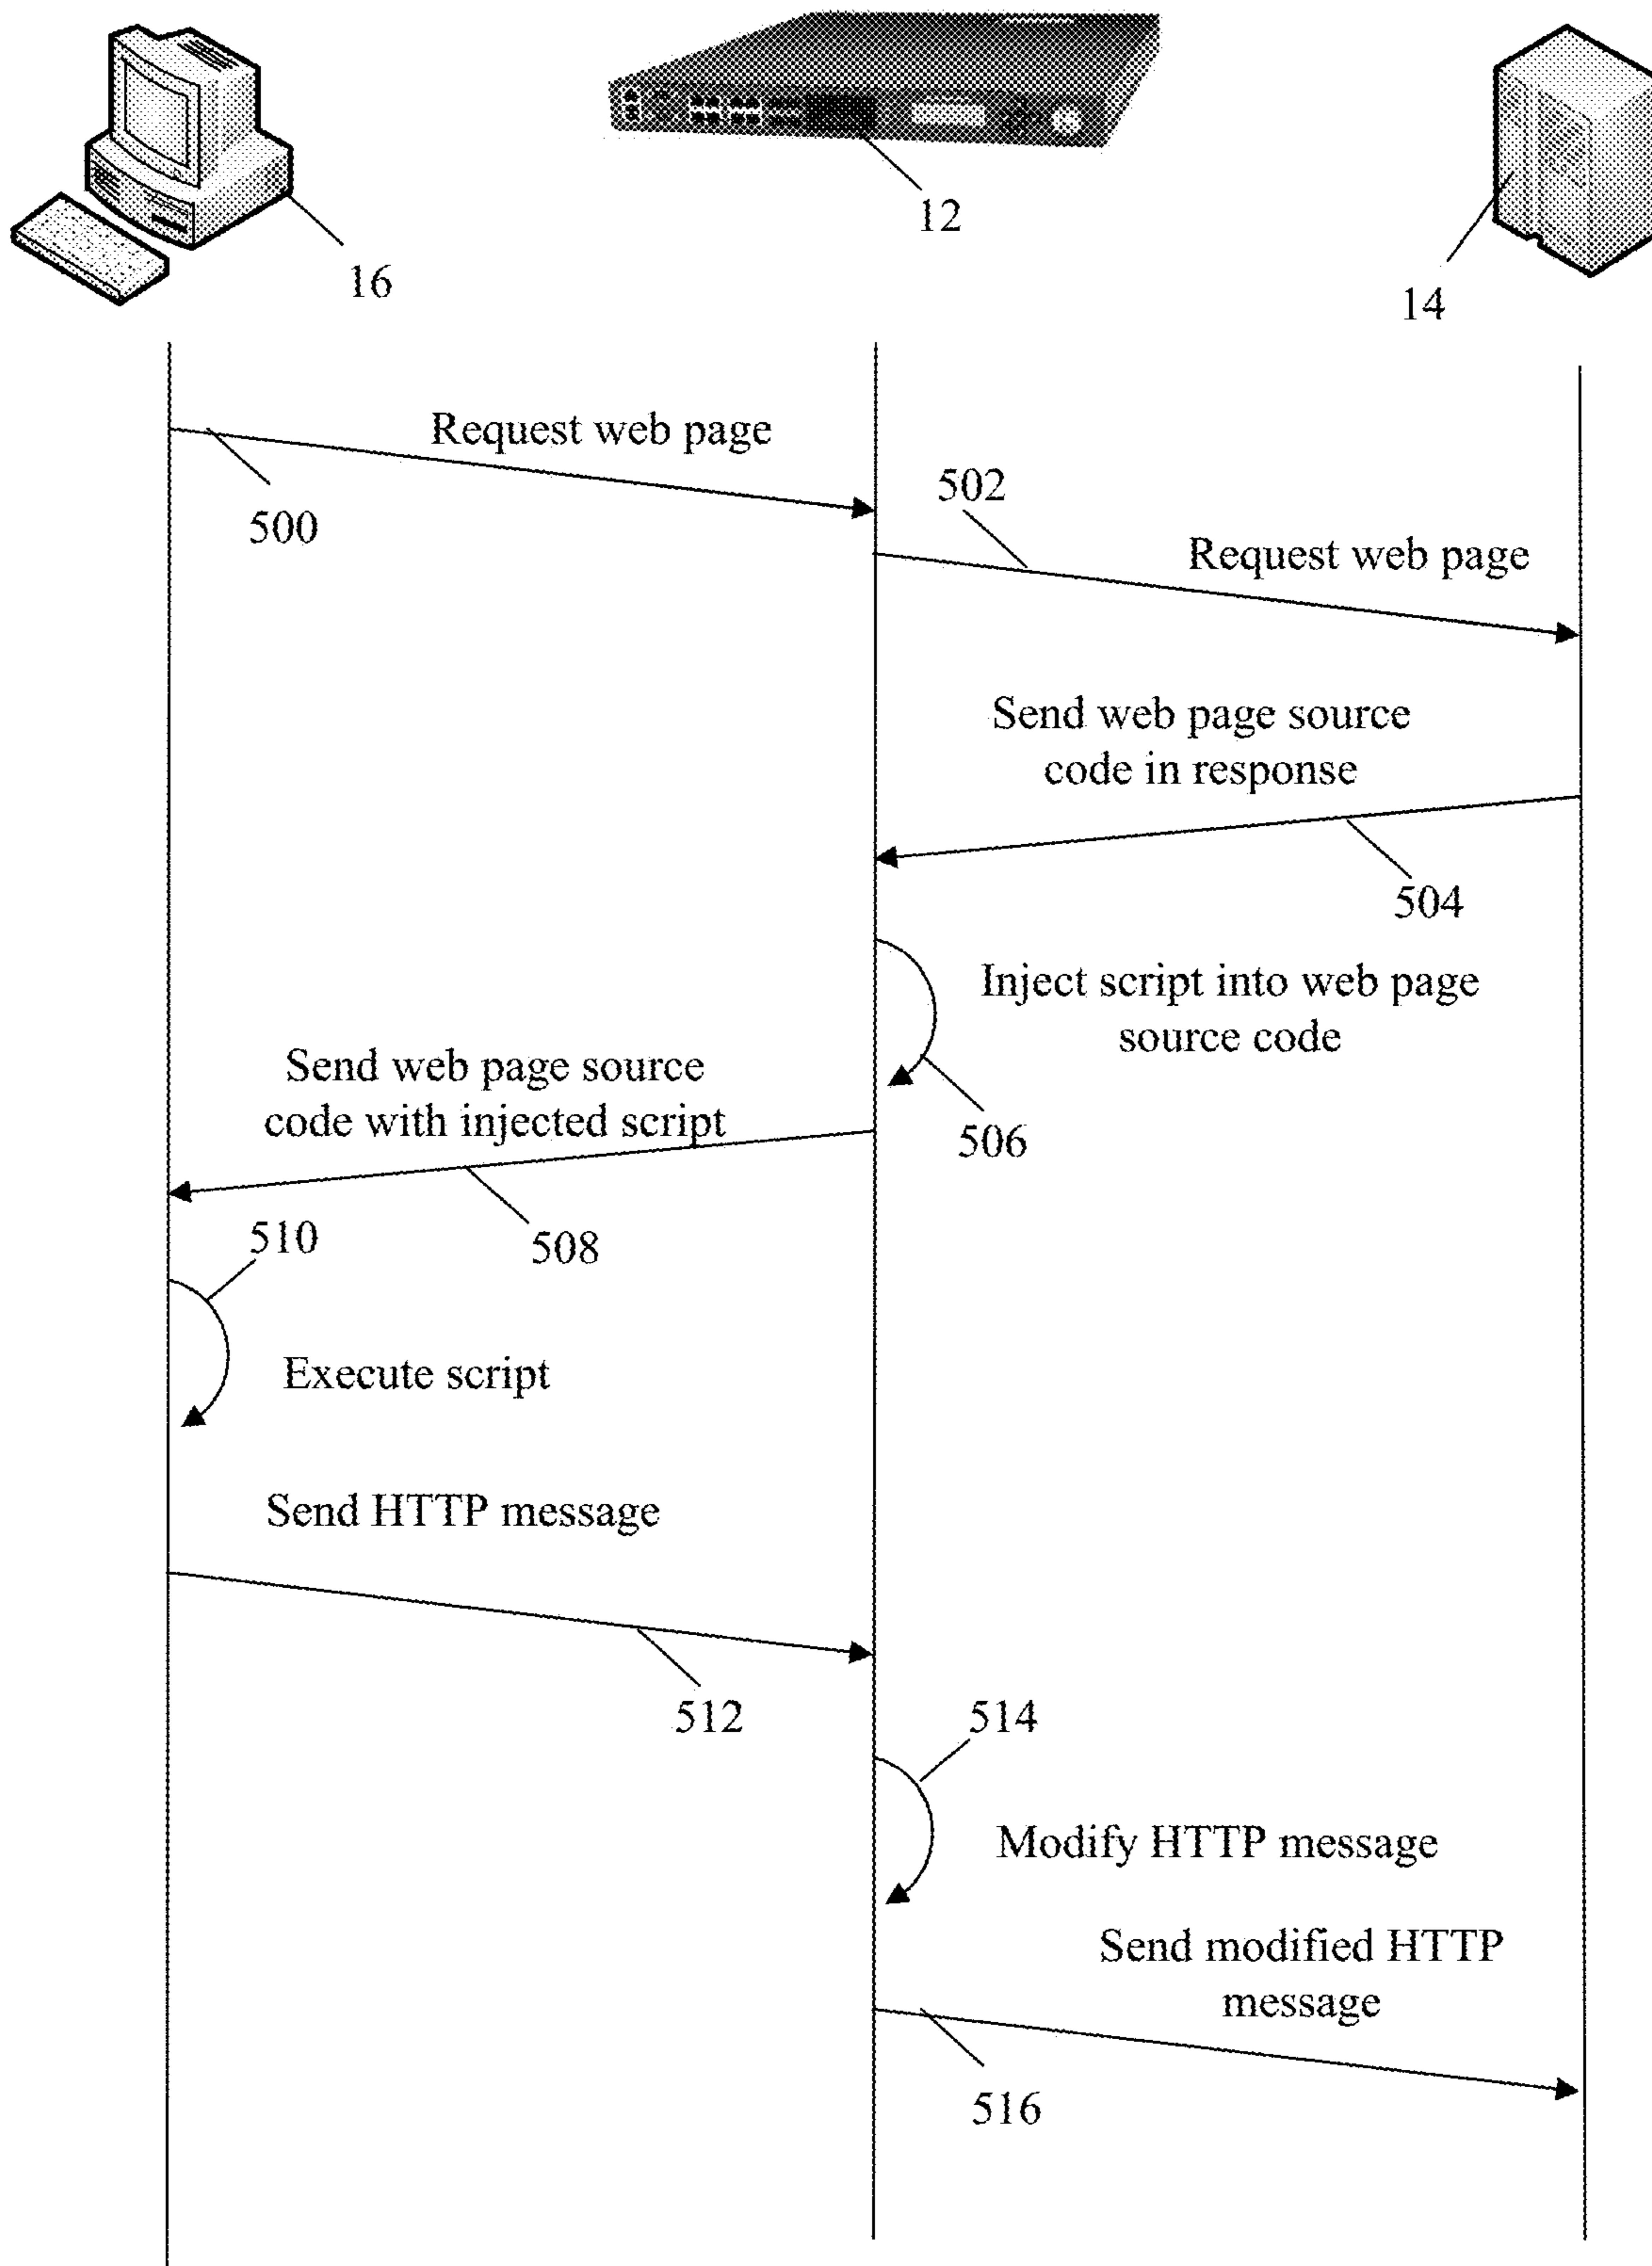 12
16
14
Request web page
500
502
Request web page
Send web page source
code in response
504
Inject script into web page
source code
506
Send web page source
code with injected script
508
510
Execute script
Send HTTP message
512
514
Modify HTTP message
Send modified HTTP
message
516